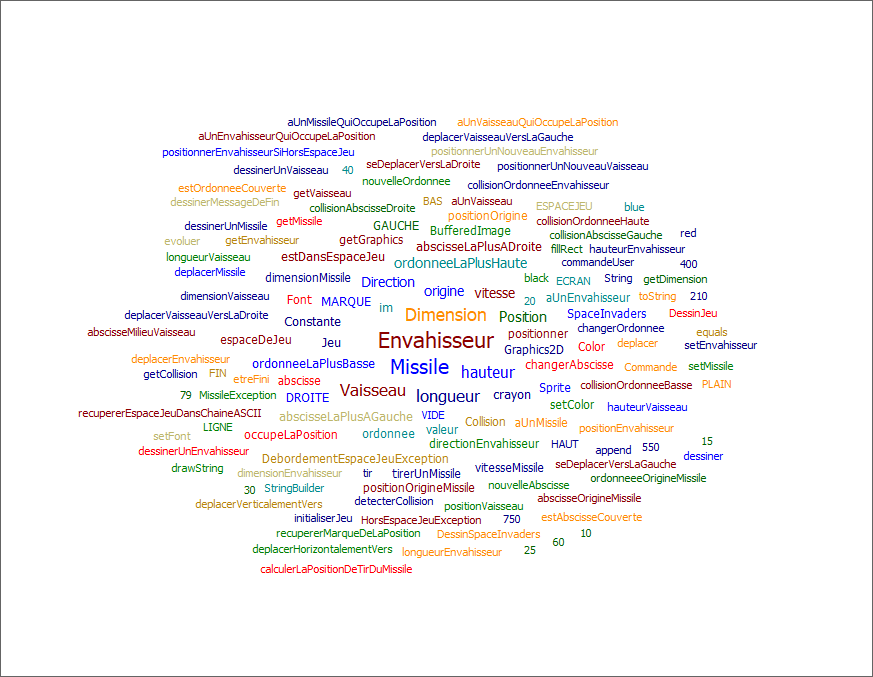 aUnMissileQuiOccupeLaPosition aUnVaisseauQuiOccupeLaPosition
aUnEnvahisseurQuiOccupeLaPosition deplacerVaisseauVersLaGauche
positionnerEnvahisseurSiHorsEspaceJeu positionnerUnNouveauEnvahisseur
dessinerUnVaisseau 40 seDeplacerVersLaDroite positionnerUnNouveauVaisseau
estOrdonneeCouverte getVaisseau nouvelleOrdonnee collisionOrdonneeEnvahisseur
dessinerMessageDeFin collisionAbscisseDroite BAS aUnVaisseau ESPACEJEU blue
dessinerUnMissile getMissile GAUCHE positionOrigine BufferedImage collisionOrdonneeHaute
evoluer getEnvahisseur getGraphics abscisseLaPlusADroite collisionAbscisseGauche red
longueurVaisseau estDansEspaceJeu ordonneeLaPlusHaute fillRect hauteurEnvahisseur
deplacerMissile dimensionMissile Direction commandeUser 400
dimensionVaisseau Font MARQUE im origine vitesse black ECRAN String getDimension
deplacerVaisseauVersLaDroite Constante Dimension Position 20 aUnEnvahisseur toString 210
abscisseMilieuVaisseau espaceDeJeu Jeu Envahisseur positionner SpaceInvaders DessinJeu
changerOrdonnee equals
deplacerEnvahisseur ordonneeLaPlusBasse Missile Graphics2D Color deplacer setEnvahisseur
getCollision FIN etreFini abscisse hauteur changerAbscisse Commande setMissile
79 MissileException DROITE Vaisseau longueur crayon Sprite collisionOrdonneeBasse PLAIN
recupererEspaceJeuDansChaineASCII abscisseLaPlusAGauche VIDE setColor hauteurVaisseau
LIGNE
setFont occupeLaPosition ordonnee valeur Collision aUnMissile positionEnvahisseur
dessinerUnEnvahisseur DebordementEspaceJeuException directionEnvahisseur HAUT append 550 15
drawString dimensionEnvahisseur tir tirerUnMissile vitesseMissile seDeplacerVersLaGauche dessiner
30 StringBuilder positionOrigineMissile nouvelleAbscisse ordonneeeOrigineMissile
deplacerVerticalementVers detecterCollision positionVaisseau abscisseOrigineMissile
initialiserJeu HorsEspaceJeuException 750 estAbscisseCouverte
recupererMarqueDeLaPosition DessinSpaceInvaders 10
deplacerHorizontalementVers longueurEnvahisseur 25 60
calculerLaPositionDeTirDuMissile